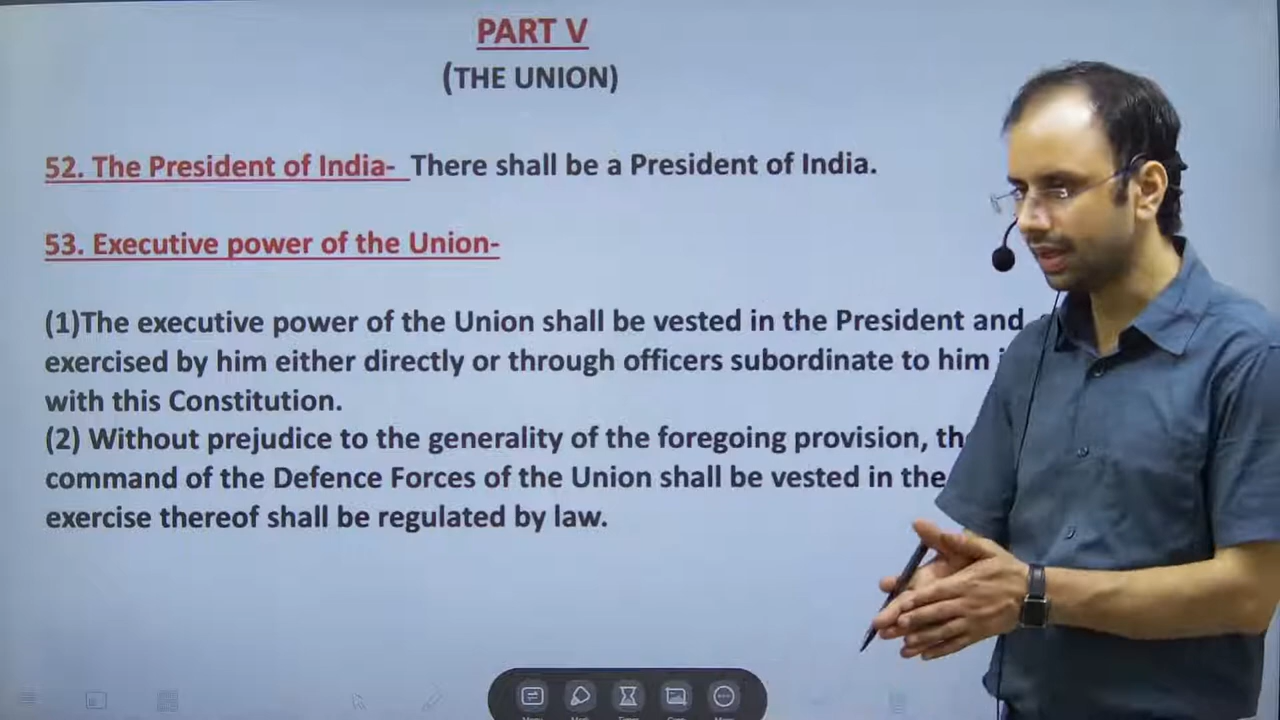 PART V
(THE UNION)
52. The President of India- There shall be a President of India.
53. Executive power of the Union-
(1)The executive power of the Union shall be vested in the President and
exercised by him either directly or through officers subordinate to him
with this Constitution.
(2) Without prejudice to the generality of the foregoing provision,
command of the Defence Forces of the Union shall be vested in the
exercise thereof shall be regulated by law.